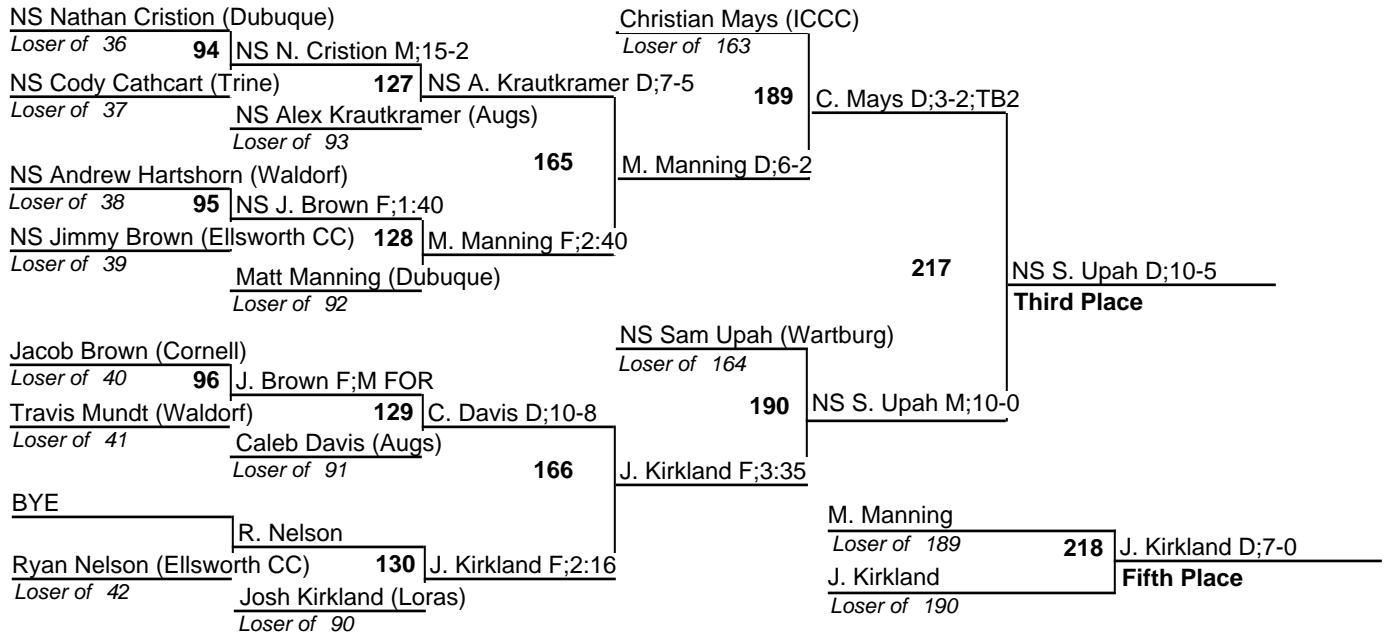 NS Nathan Cristion (Dubuque)
Loser of 36
94
NS N. Cristion M;15-2
NS Cody Cathcart (Trine)
Loser of 37
127
NS A. Krautkramer D;7-5
NS Alex Krautkramer (Augs)
Loser of 93
165
M. Manning D;6-2
NS Andrew Hartshorn (Waldorf)
Loser of 38
95
NS J. Brown F;1:40
NS Jimmy Brown (Ellsworth CC)
Loser of 39
128
M. Manning F;2:40
Matt Manning (Dubuque)
Loser of 92
Christian Mays (ICCC)
Loser of 163
189
C. Mays D;3-2;TB2
217
NS S. Upah D;10-5
Third Place
Jacob Brown (Cornell)
Loser of 40
96
J. Brown F;M FOR
Travis Mundt (Waldorf)
Loser of 41
129
C. Davis D;10-8
Caleb Davis (Augs)
Loser of 91
166
J. Kirkland F;3:35
BYE
R. Nelson
Ryan Nelson (Ellsworth CC)
Loser of 42
130
J. Kirkland F;2:16
Josh Kirkland (Loras)
Loser of 90
NS Sam Upah (Wartburg)
Loser of 164
190
NS S. Upah M;10-0
M. Manning
Loser of 189
218
J. Kirkland D;7-0
J. Kirkland
Loser of 190
Fifth Place